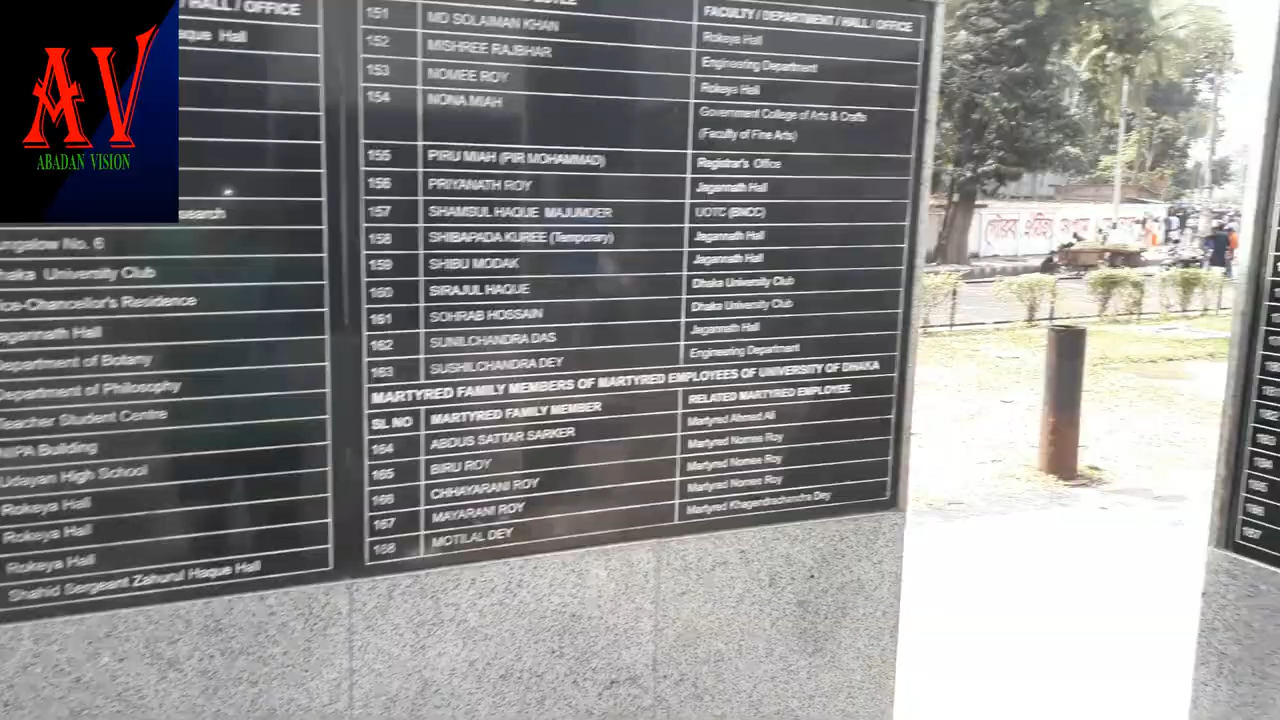 AV
ABADAN VISION
/ HALL / OFFICE
aque Hall
search
ungalow No. 6
haka University Club
ice-Chancellor's Residence
agannath Hall
Department of Botany
Department of Philosophy
Teacher Student Centre
NIPA Building
Udayan High School
Rokeya Hall
Rokeya Hall
Rokeya Hall
Shahid Sergeant Zahurul Haque Hall
FACULTY / DEPARTMENT / HALL / OFFICE
151 MD SOLAIMAN KHAN Rokeya Hall
152 MISHREE RAJBHAR Engineering Department
153 NOMEE ROY Rokeya Hall
154 NONA MIAH Government College of Arts & Crafts
(Faculty of Fine Arts)
155 PIRU MIAH (PIR MOHAMMAD) Registrar's Office
156 PRIYANATH ROY Jagannath Hall
157 SHAMSUL HAQUE MAJUMDER UOTC (BNCC)
158 SHIBAPADA KUREE (Temporary) Jagannath Hall
159 SHIBU MODAK Jagannath Hall
160 SIRAJUL HAQUE Dhaka University Club
161 SOHRAB HOSSAIN Dhaka University Club
162 SUNILCHANDRA DAS Jagannath Hall
163 SUSHILCHANDRA DEY Engineering Department
MARTYRED FAMILY MEMBERS OF MARTYRED EMPLOYEES OF UNIVERSITY OF DHAKA
SL NO MARTYRED FAMILY MEMBER RELATED MARTYRED EMPLOYEE
164 ABDUS SATTAR SARKER Martyred Ahmed Ali
165 BIRU ROY Martyred Nomee Roy
166 CHHAYARANI ROY Martyred Nomee Roy
167 MAYARANI ROY Martyred Nomee Roy
168 MOTILAL DEY Martyred Khagendrachandra Dey
182
183
184
185
186
187